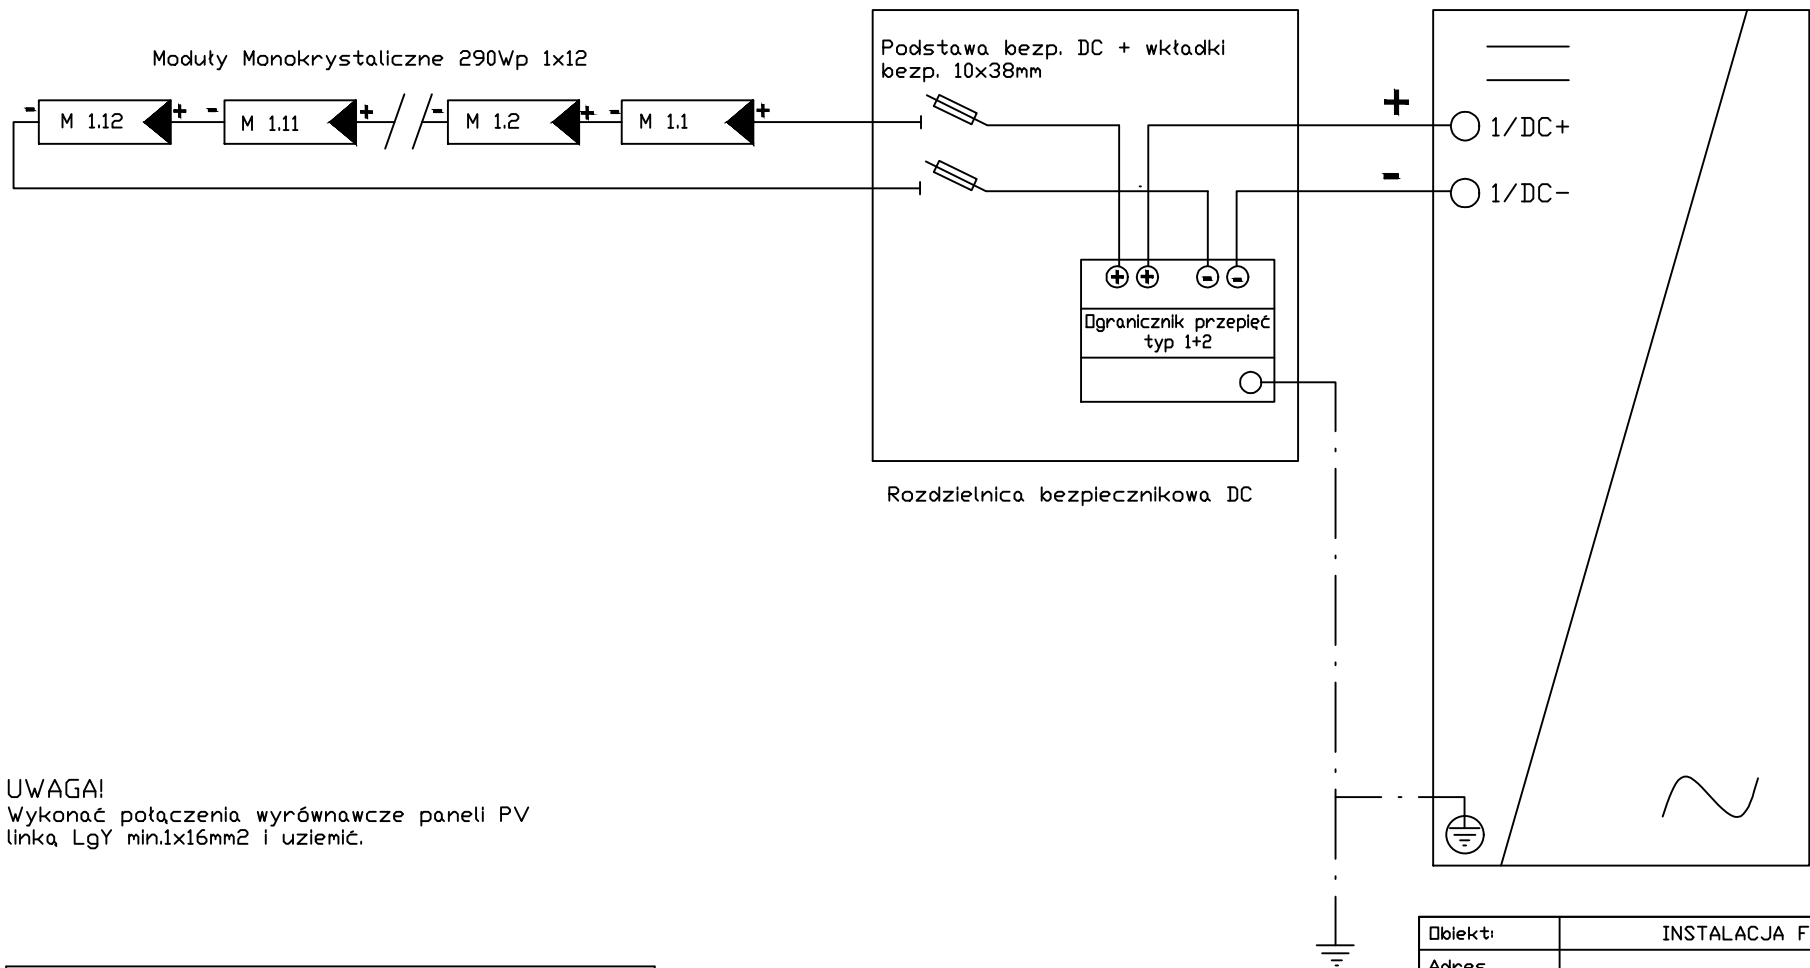 Moduły Monokrystaliczne 290Wp 1x12
- M 1.12 + - M 1.11 + - M 1.2 + - M 1.1 +
Podstawa bezp. DC + wkładki
bezp. 10x38mm
+ 1/DC+
- 1/DC-
+ + - -
Ogranicznik przepięć
typ 1+2
Rozdzielnica bezpiecznikowa DC
UWAGA!
Wykonać połączenia wyrównawcze paneli PV
linką LgY min.1x16mm2 i uziemić.
Obiekt: INSTALACJA F
Adres